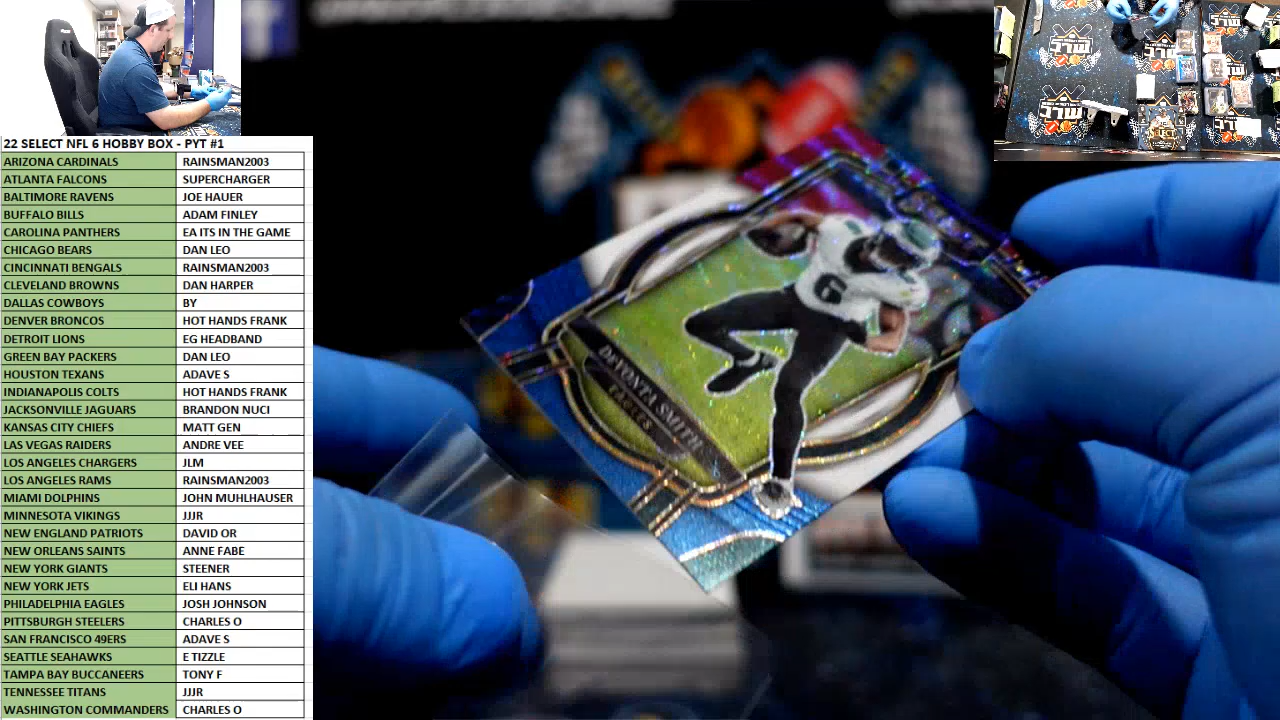 22 SELECT NFL 6 HOBBY BOX - PYT #1
ARIZONA CARDINALS RAINSMAN2003
ATLANTA FALCONS SUPERCHARGER
BALTIMORE RAVENS JOE HAUER
BUFFALO BILLS ADAM FINLEY
CAROLINA PANTHERS EA ITS IN THE GAME
CHICAGO BEARS DAN LEO
CINCINNATI BENGALS RAINSMAN2003
CLEVELAND BROWNS DAN HARPER
DALLAS COWBOYS BY
DENVER BRONCOS HOT HANDS FRANK
DETROIT LIONS EG HEADBAND
GREEN BAY PACKERS DAN LEO
HOUSTON TEXANS ADAVE S
INDIANAPOLIS COLTS HOT HANDS FRANK
JACKSONVILLE JAGUARS BRANDON NUCI
KANSAS CITY CHIEFS MATT GEN
LAS VEGAS RAIDERS ANDRE VEE
LOS ANGELES CHARGERS JLM
LOS ANGELES RAMS RAINSMAN2003
MIAMI DOLPHINS JOHN MUHLHAUSER
MINNESOTA VIKINGS JJJR
NEW ENGLAND PATRIOTS DAVID OR
NEW ORLEANS SAINTS ANNE FABE
NEW YORK GIANTS STEENER
NEW YORK JETS ELI HANS
PHILADELPHIA EAGLES JOSH JOHNSON
PITTSBURGH STEELERS CHARLES O
SAN FRANCISCO 49ERS ADAVE S
SEATTLE SEAHAWKS E TIZZLE
TAMPA BAY BUCCANEERS TONY F
TENNESSEE TITANS JJJR
WASHINGTON COMMANDERS CHARLES O
6
DEVONTA SMITH
EAGLES